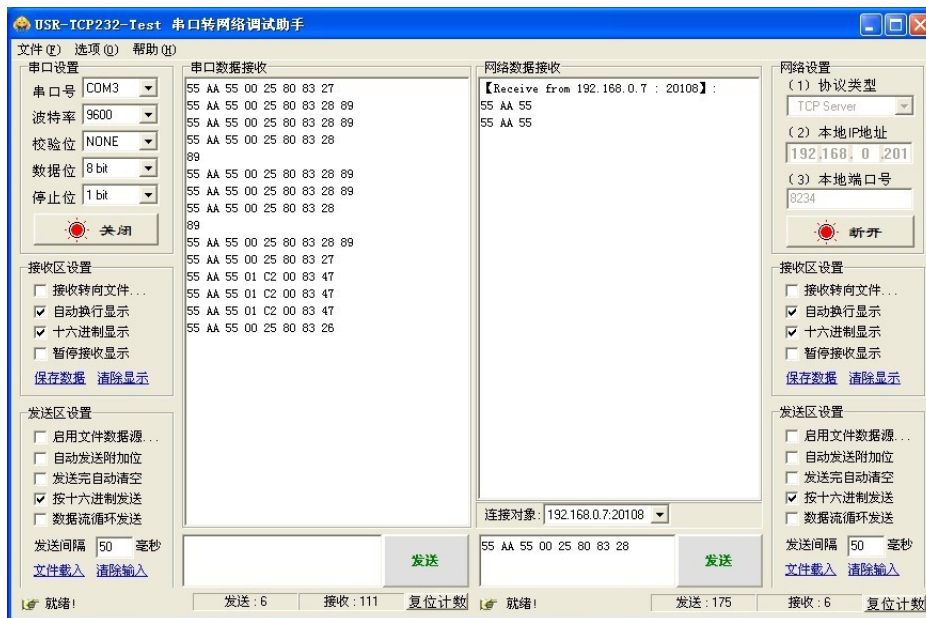 USR-TCP232-Test 串口转网络调试助手
文件(F) 选项(O) 帮助(H)
串口设置
串口号 COM3
波特率 9600
校验位 NONE
数据位 8 bit
停止位 1 bit
关闭
接收区设置
接收转向文件...
自动换行显示
十六进制显示
暂停接收显示
保存数据 清除显示
发送区设置
启用文件数据源...
自动发送附加位
发送完自动清空
按十六进制发送
数据流循环发送
发送间隔 50 毫秒
文件载入 清除输入
就绪!
串口数据接收
55 AA 55 00 25 80 83 27
55 AA 55 00 25 80 83 28 89
55 AA 55 00 25 80 83 28 89
55 AA 55 00 25 80 83 28
89
55 AA 55 00 25 80 83 28 89
55 AA 55 00 25 80 83 28 89
55 AA 55 00 25 80 83 28
89
55 AA 55 00 25 80 83 28 89
55 AA 55 00 25 80 83 27
55 AA 55 01 C2 00 83 47
55 AA 55 01 C2 00 83 47
55 AA 55 01 C2 00 83 47
55 AA 55 00 25 80 83 26
发送
发送 : 6 接收 : 111 复位计数
网络数据接收
【Receive from 192.168.0.7 : 20108】:
55 AA 55
55 AA 55
连接对象: 192.168.0.7:20108
55 AA 55 00 25 80 83 28
发送
就绪!
发送 : 175 接收 : 6 复位计数
网络设置
(1) 协议类型
TCP Server
(2) 本地IP地址
192.168. 0 .201
(3) 本地端口号
8234
断开
接收区设置
接收转向文件...
自动换行显示
十六进制显示
暂停接收显示
保存数据 清除显示
发送区设置
启用文件数据源...
自动发送附加位
发送完自动清空
按十六进制发送
数据流循环发送
发送间隔 50 毫秒
文件载入 清除输入